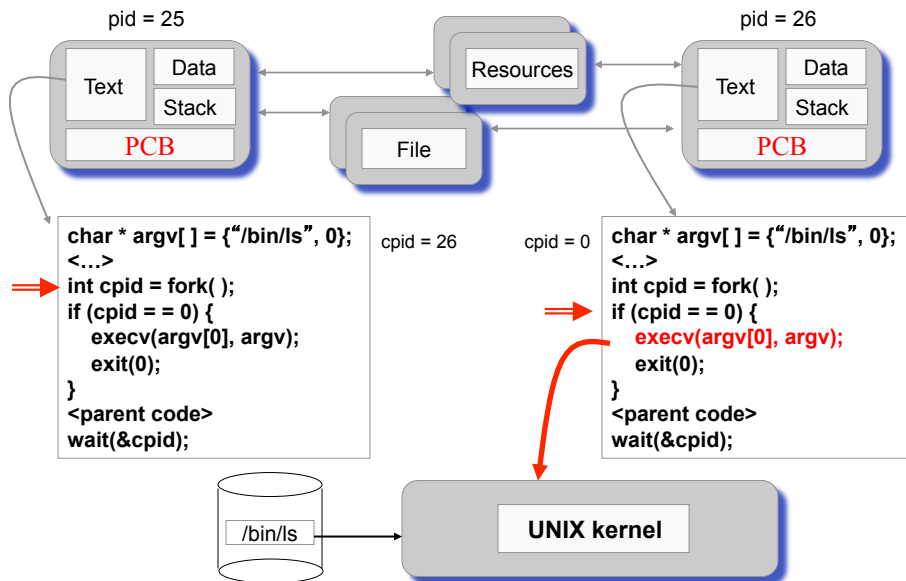 pid = 25
pid = 26
Text
Data
Stack
PCB
Resources
File
Text
Data
Stack
PCB
char * argv[ ] = {“/bin/ls”, 0};
<…>
int cpid = fork( );
if (cpid = = 0) {
execv(argv[0], argv);
exit(0);
}
<parent code>
wait(&cpid);
cpid = 26
cpid = 0
char * argv[ ] = {“/bin/ls”, 0};
<…>
int cpid = fork( );
if (cpid = = 0) {
execv(argv[0], argv);
exit(0);
}
<parent code>
wait(&cpid);
/bin/ls
UNIX kernel